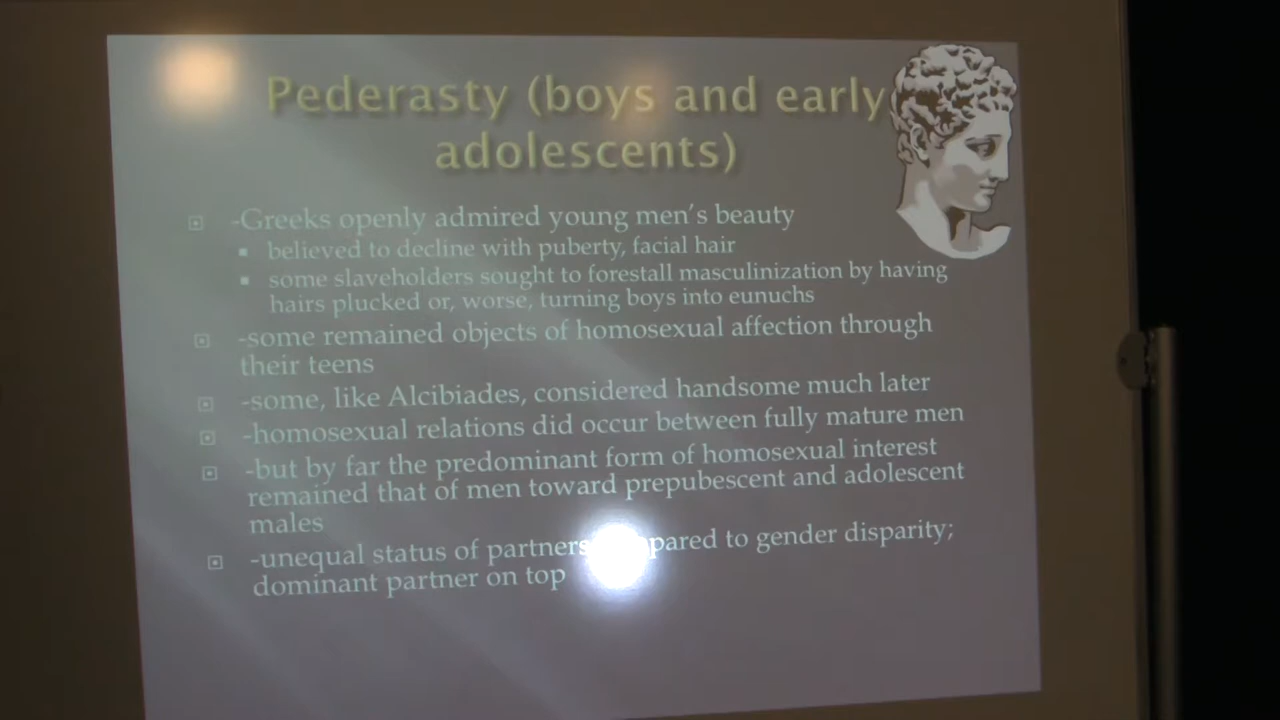 Pederasty (boys and early
adolescents)
-Greeks openly admired young men's beauty
believed to decline with puberty, facial hair
some slaveholders sought to forestall masculinization by having
hairs plucked or, worse, turning boys into eunuchs
-some remained objects of homosexual affection through
their teens
-some, like Alcibiades, considered handsome much later
-homosexual relations did occur between fully mature men
-but by far the predominant form of homosexual interest
remained that of men toward prepubescent and adolescent
males
-unequal status of partners pared to gender disparity;
dominant partner on top